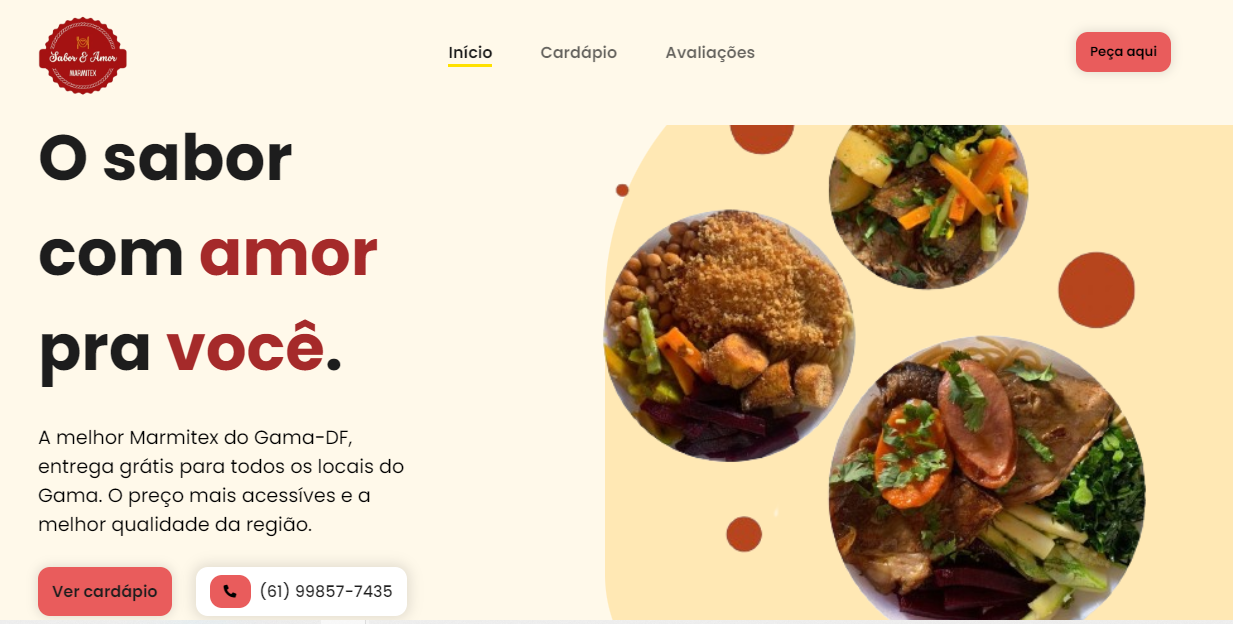 Sabor & Amor
MARMITEX
Início
Cardápio
Avaliações
Peça aqui
O sabor
com amor
pra você.
A melhor Marmitex do Gama-DF,
entrega grátis para todos os locais do
Gama. O preço mais acessíves e a
melhor qualidade da região.
Ver cardápio
(61) 99857-7435